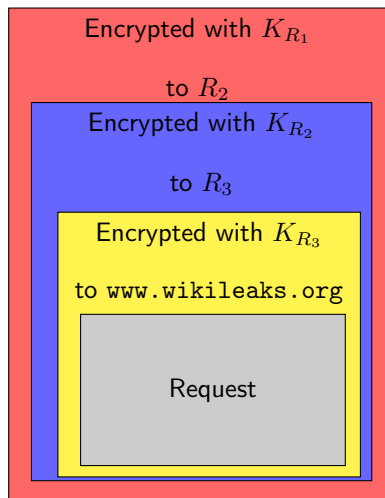 Encrypted with K_{R_1}
to R_2
Encrypted with K_{R_2}
to R_3
Encrypted with K_{R_3}
to www.wikileaks.org
Request